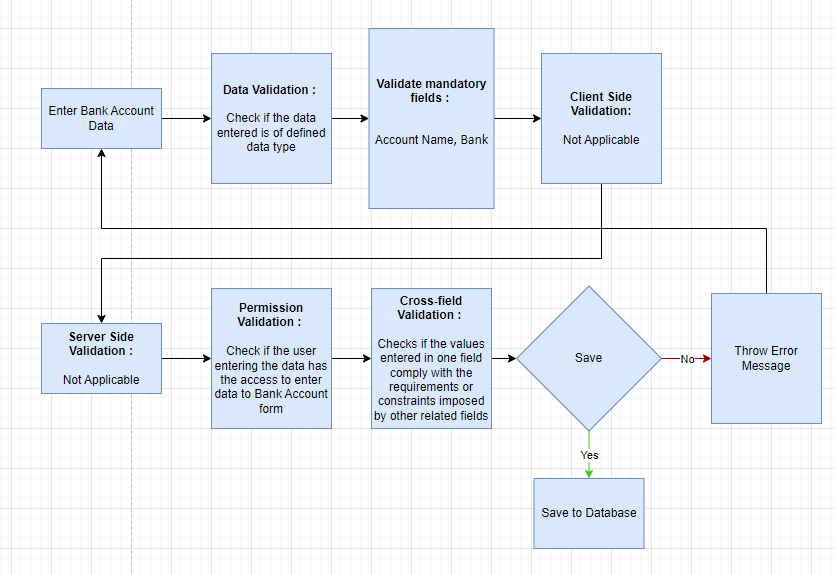 Enter Bank Account
Data
Data Validation :
Check if the data
entered is of defined
data type
Validate mandatory
fields :
Account Name, Bank
Client Side
Validation:
Not Applicable
Server Side
Validation :
Not Applicable
Permission
Validation :
Check if the user
entering the data has
the access to enter
data to Bank Account
form
Cross-field
Validation :
Checks if the values
entered in one field
comply with the
requirements or
constraints imposed
by other related fields
Save
No
Throw Error
Message
Yes
Save to Database